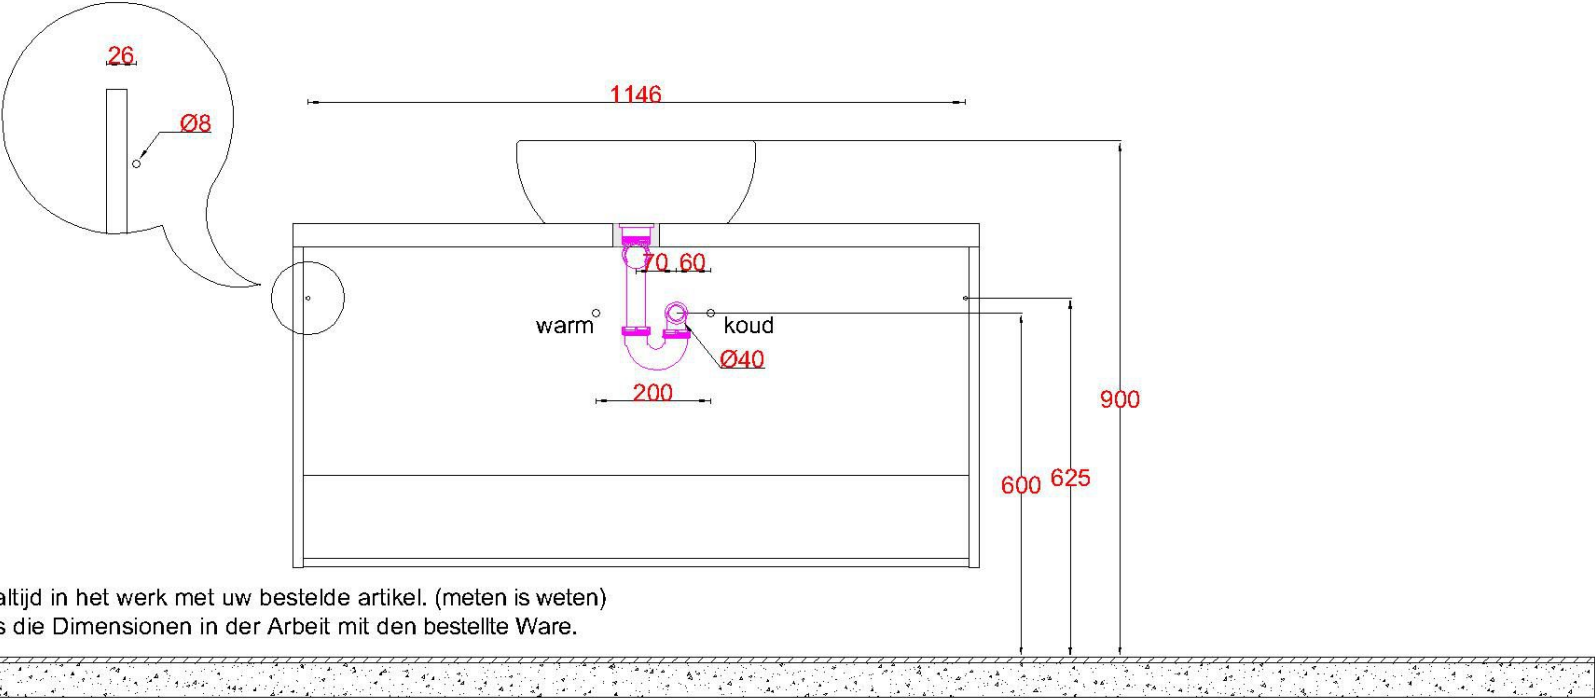 26
1146
Ø8
70 60
warm koud
Ø40
200
900
600 625
altijd in het werk met uw bestelde artikel. (meten is weten)
die Dimensionen in der Arbeit mit den bestellte Ware.